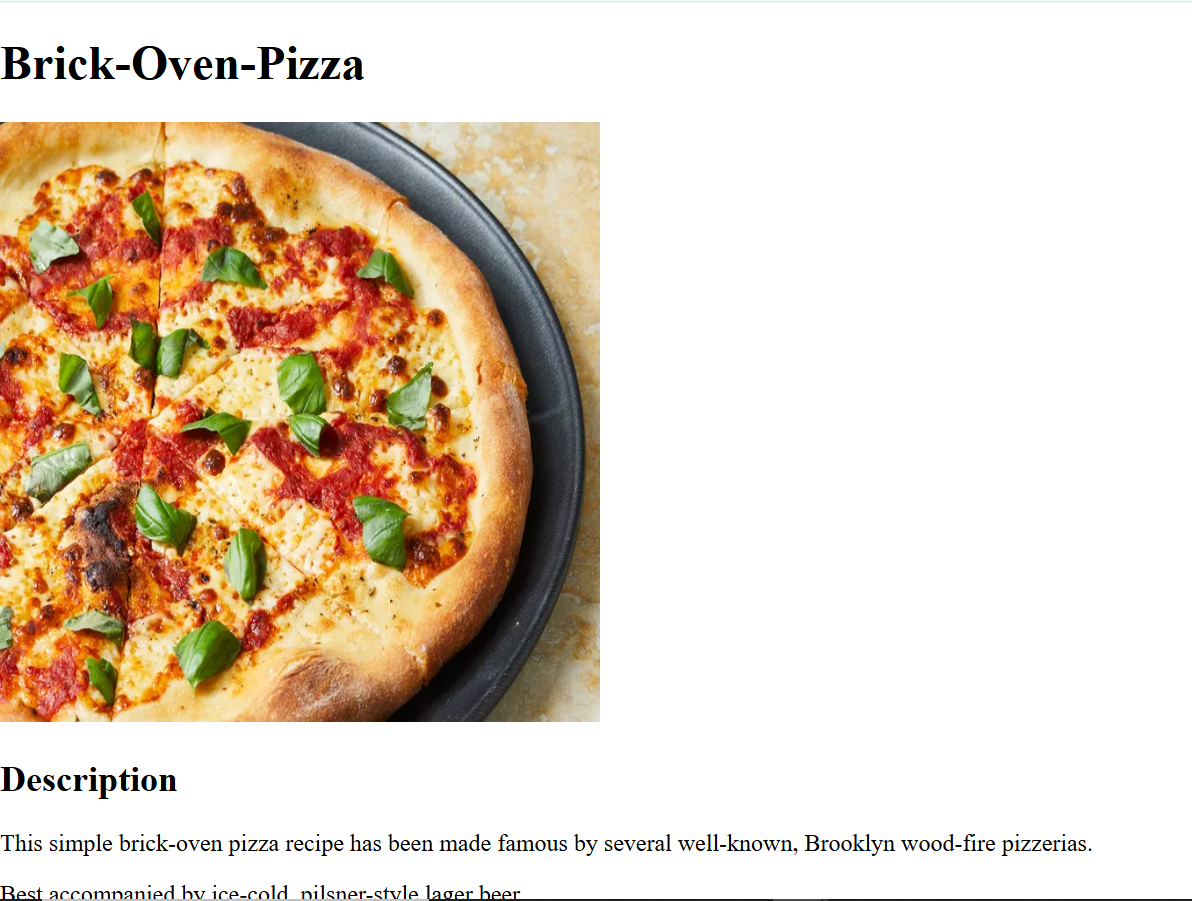 Brick-Oven-Pizza
Description
This simple brick-oven pizza recipe has been made famous by several well-known, Brooklyn wood-fire pizzerias.
Best accompanied by ice-cold, pilsner-style lager beer.